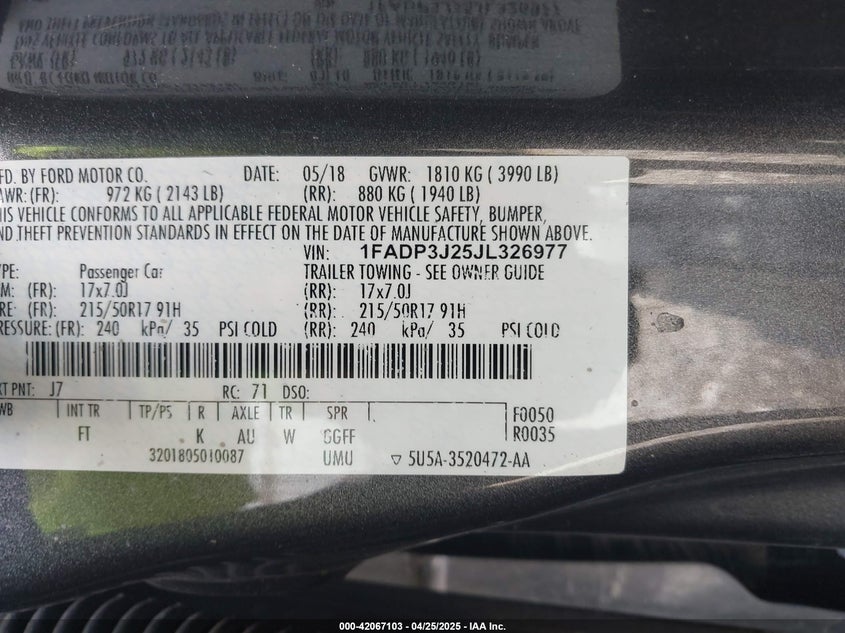 FD. BY FORD MOTOR CO. DATE: 05/18 GVWR: 1810 KG ( 3990 LB)
AWR: (FR) 972 KG ( 2143 LB) (RR): 880 KG ( 1940 LB)
HIS VEHICLE CONFORMS TO ALL APPLICABLE FEDERAL MOTOR VEHICLE SAFETY, BUMPER,
ND THEFT PREVENTION STANDARDS IN EFFECT ON THE DATE OF MANUFACTURE SHOWN ABOVE.
VIN: 1FADP3J25JL326977
PE: Passenger Car TRAILER TOWING - SEE OWNER GUIDE
M: (FR): 17x7.0J (RR): 17x7.0J
RE: (FR): 215/50R17 91H (RR): 215/50R17 91H
RESSURE: (FR): 240 kPa/ 35 PSI COLD (RR): 240 kPa/ 35 PSI COLD
XT PNT: J7 RC: 71 DSO:
WB INT TR TP/PS R AXLE TR SPR F0050
FT K AU W GGFF R0035
3201805010087 UMU ▽ 5U5A-3520472-AA
000-42067103 - 04/25/2025 - IAA Inc.